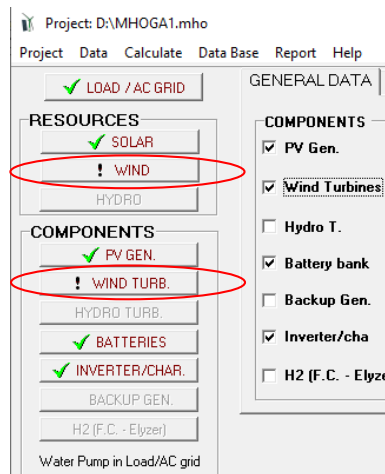 Project: D:\MHOGA1.mho
Project Data Calculate Data Base Report Help
LOAD / AC GRID
RESOURCES
SOLAR
! WIND
HYDRO
COMPONENTS
PV GEN.
! WIND TURB.
HYDRO TURB.
BATTERIES
INVERTER/CHAR.
BACKUP GEN.
H2 (F.C. - Elyzer)
Water Pump in Load/AC grid
GENERAL DATA
COMPONENTS
PV Gen.
Wind Turbines
Hydro T.
Battery bank
Backup Gen.
Inverter/cha
H2 (F.C. - Elyze